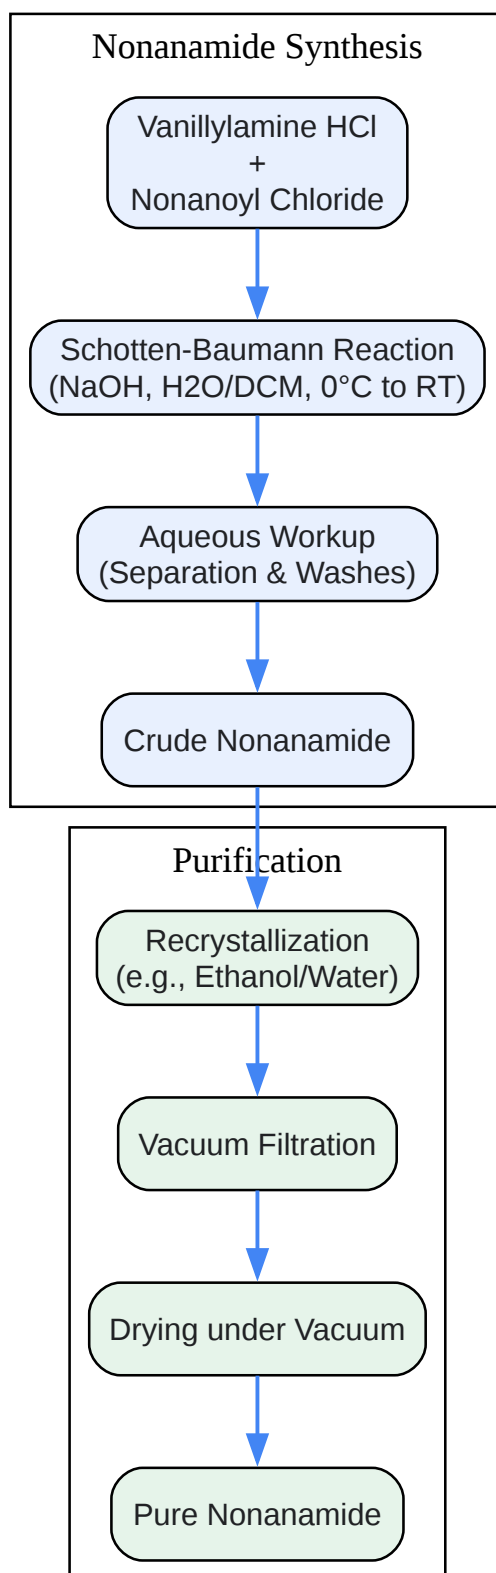 Nonanamide Synthesis
Vanillylamine HCl
+
Nonanoyl Chloride
Schotten-Baumann Reaction
(NaOH, H2O/DCM, 0°C to RT)
Aqueous Workup
(Separation & Washes)
Crude Nonanamide
Purification
Recrystallization
(e.g., Ethanol/Water)
Vacuum Filtration
Drying under Vacuum
Pure Nonanamide